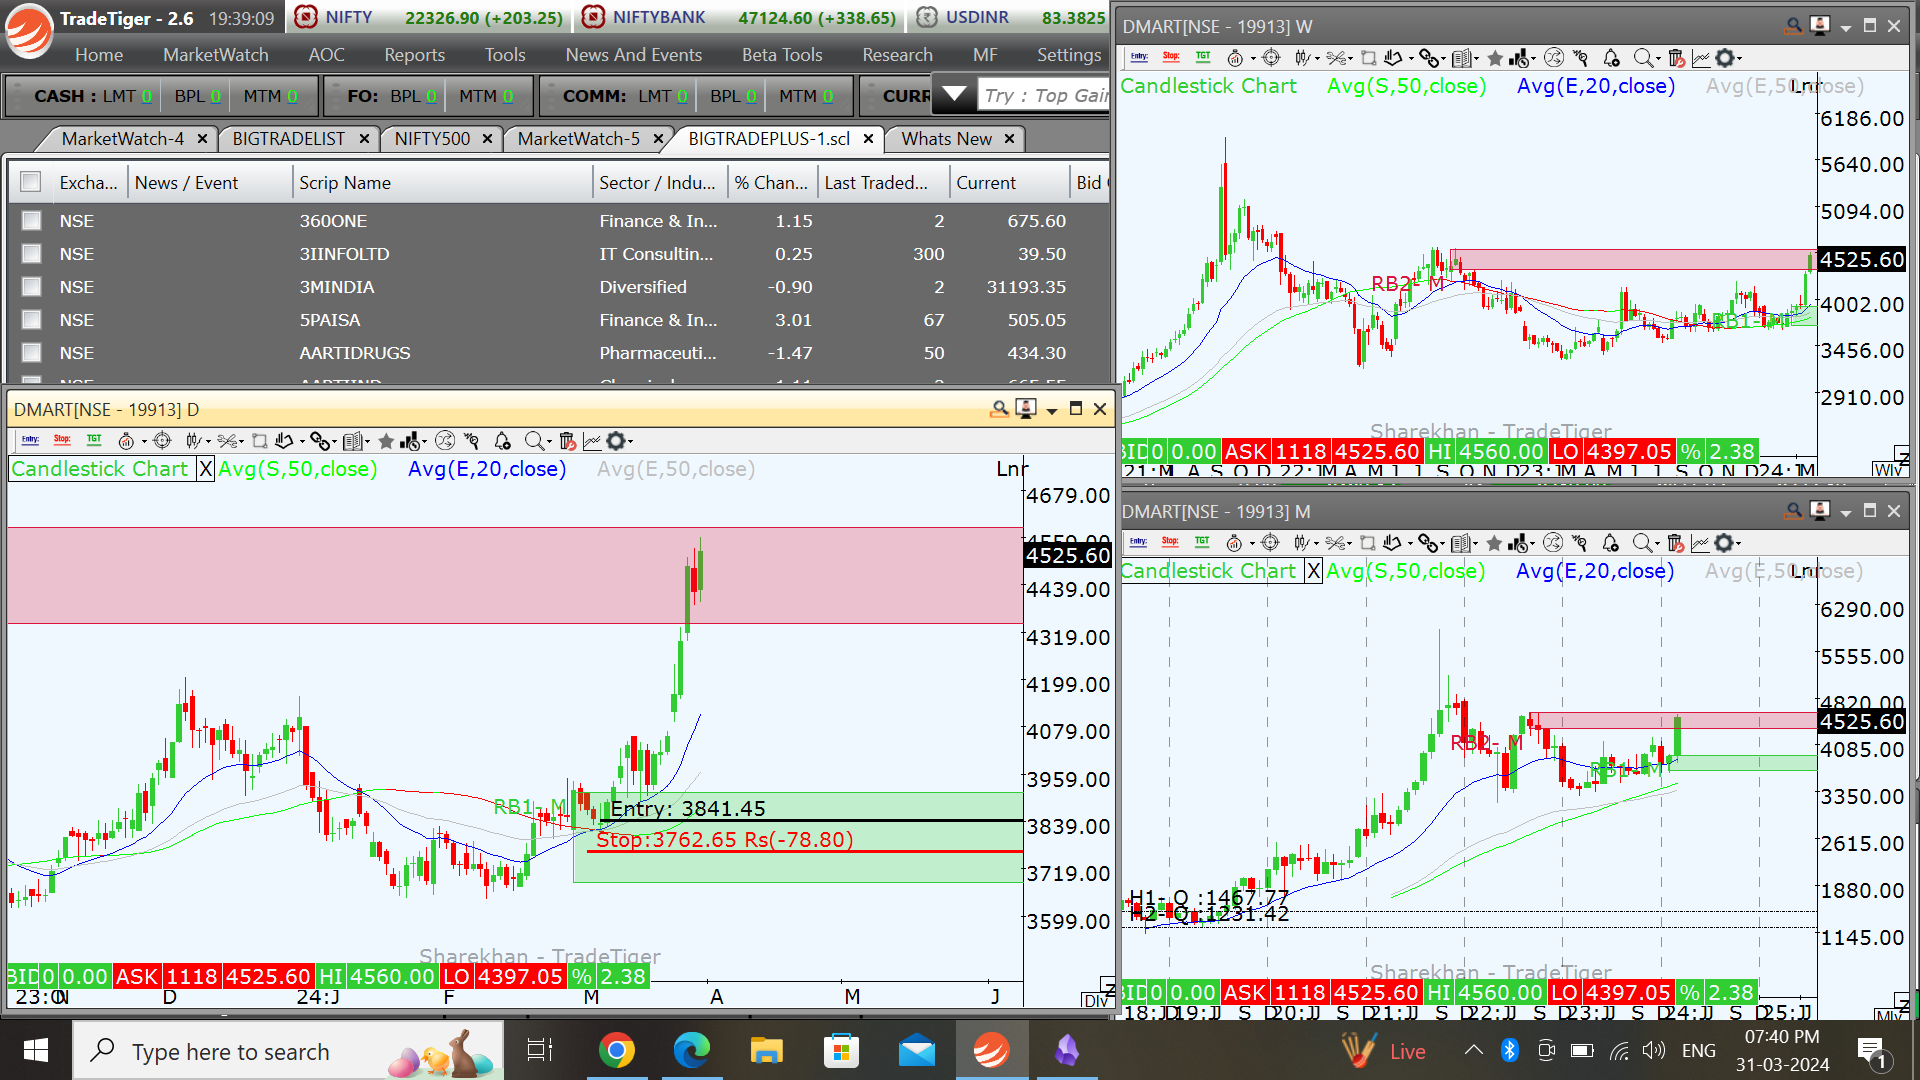 TradeTiger - 2.6 19:39:09 NIFTY 22326.90 (+203.25) NIFTYBANK 47124.60 (+338.65) USDINR 83.3825
Home MarketWatch AOC Reports Tools News And Events Beta Tools Research MF Settings
CASH : LMT 0 BPL 0 MTM 0 FO: BPL 0 MTM 0 COMM: LMT 0 BPL 0 MTM 0 CURR Try : Top Gain
MarketWatch-4 BIGTRADELIST NIFTY500 MarketWatch-5 BIGTRADEPLUS-1.scl Whats New
Excha... News / Event Scrip Name Sector / Indu... % Chan... Last Traded... Current Bid
NSE 360ONE Finance & In... 1.15 2 675.60
NSE 3IINFOLTD IT Consultin... 0.25 300 39.50
NSE 3MINDIA Diversified -0.90 2 31193.35
NSE 5PAISA Finance & In... 3.01 67 505.05
NSE AARTIDRUGS Pharmaceuti... -1.47 50 434.30
DMART[NSE - 19913] D
Entry: Stop: TGT
Candlestick Chart X Avg(S,50,close) Avg(E,20,close) Avg(E,50,close) Lnr
4679.00
4559.00
4525.60
4439.00
4319.00
4199.00
4079.00
3959.00
3839.00
3719.00
3599.00
RB1- M
Entry: 3841.45
Stop:3762.65 Rs(-78.80)
Sharekhan - TradeTiger
BID 0 0.00 ASK 1118 4525.60 HI 4560.00 LO 4397.05 % 2.38
23:O N D 24:J F M A M J Dly Z
DMART[NSE - 19913] W
Entry: Stop: TGT
Candlestick Chart Avg(S,50,close) Avg(E,20,close) Avg(E,50,close) Lnr
6186.00
5640.00
5094.00
4525.60
4002.00
3456.00
2910.00
RB2- M
RB1- M
Sharekhan - TradeTiger
BID 0 0.00 ASK 1118 4525.60 HI 4560.00 LO 4397.05 % 2.38
Wly Z
DMART[NSE - 19913] M
Entry: Stop: TGT
Candlestick Chart X Avg(S,50,close) Avg(E,20,close) Avg(E,50,close) Lnr
6290.00
5555.00
4820.00
4525.60
4085.00
3350.00
2615.00
1880.00
1145.00
RB2- M
RB1- M
H1- Q :1467.77
H2- Q :1231.42
Sharekhan - TradeTiger
BID 0 0.00 ASK 1118 4525.60 HI 4560.00 LO 4397.05 % 2.38
18:J 19:J S D 20:J S D 21:J S D 22:J S D 23:J S D 24:J S D 25:J Mly Z
Type here to search Live ENG 07:40 PM
31-03-2024 1